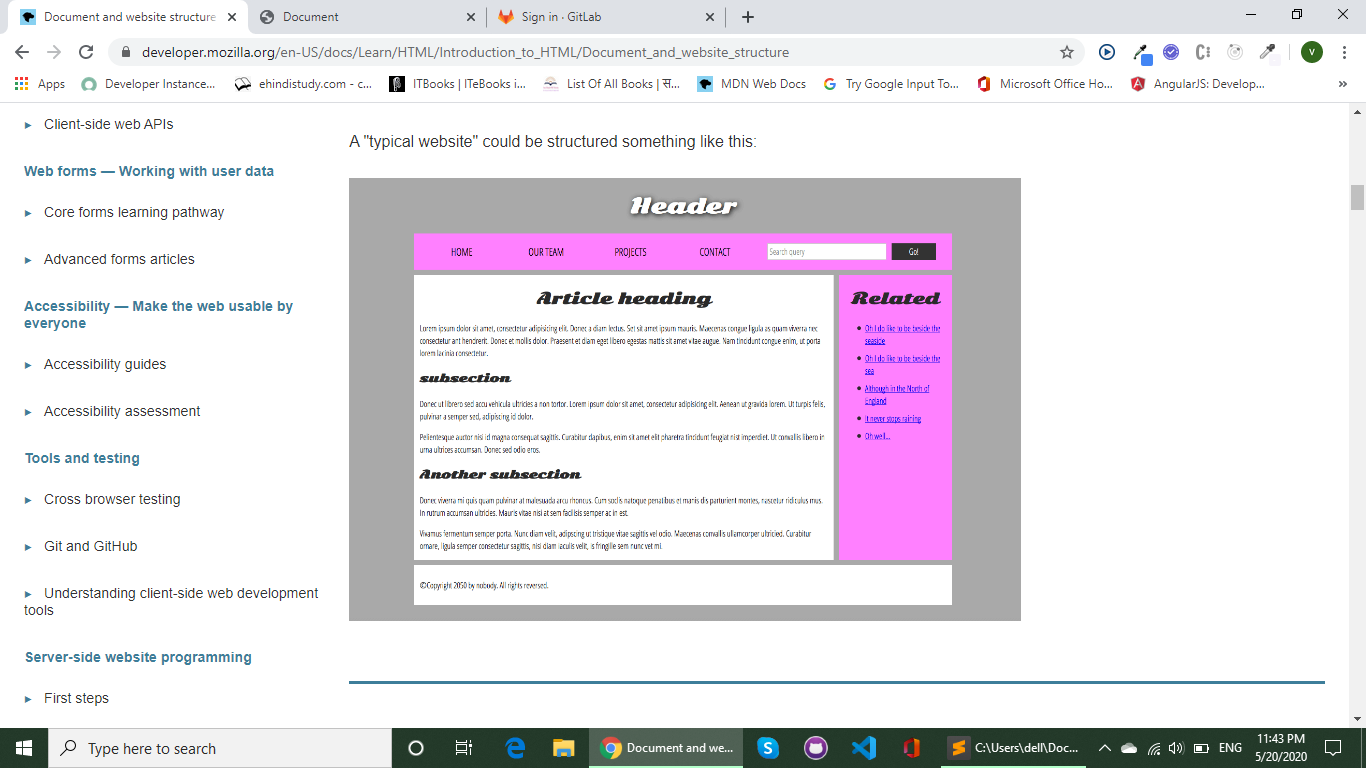 Document and website structure
Document
Sign in · GitLab
developer.mozilla.org/en-US/docs/Learn/HTML/Introduction_to_HTML/Document_and_website_structure
V
Apps
Developer Instance...
ehindistudy.com - c...
ITBooks | ITeBooks i...
List Of All Books | स...
MDN Web Docs
Try Google Input To...
Microsoft Office Ho...
AngularJS: Develop...
»
Client-side web APIs
Web forms — Working with user data
Core forms learning pathway
Advanced forms articles
Accessibility — Make the web usable by
everyone
Accessibility guides
Accessibility assessment
Tools and testing
Cross browser testing
Git and GitHub
Understanding client-side web development
tools
Server-side website programming
First steps
A "typical website" could be structured something like this:
Header
HOME
OUR TEAM
PROJECTS
CONTACT
Search query
Go!
Article heading
Lorem ipsum dolor sit amet, consectetur adipisicing elit. Donec a diam lectus. Set sit amet ipsum mauris. Maecenas congue ligula as quam viverra nec
consectetur ant hendrerit. Donec et mollis dolor. Praesent et diam eget libero egestas mattis sit amet vitae augue. Nam tincidunt congue enim, ut porta
lorem lacinia consectetur.
subsection
Donec ut librero sed accu vehicula ultricies a non tortor. Lorem ipsum dolor sit amet, consectetur adipisicing elit. Aenean ut gravida lorem. Ut turpis felis,
pulvinar a semper sed, adipiscing id dolor.
Pelientesque auctor nisi id magna consequat sagittis. Curabitur dapibus, enim sit amet elit pharetra tincidunt feugiat nist imperdiet. Ut convallis libero in
urna ultrices accumsan. Donec sed odio eros.
Another subsection
Donec viverra mi quis quam pulvinar at malesuada arcu rhoncus. Cum sociis natoque penatibus et manis dis parturient montes, nascetur ridiculus mus.
In rutrum accumsan ultricies. Mauris vitae nisi at sem facilisis semper ac in est.
Vivamus fermentum semper porta. Nunc diam velit, adipscing ut tristique vitae sagittis vel odio. Maecenas convallis ullamcorper ultricied. Curabitur
ornare, ligula semper consectetur sagittis, nisi diam iaculis velit, is fringille sem nunc vet mi.
Related
Oh I do like to be beside the
seaside
Oh I do like to be beside the
sea
Although in the North of
England
It never stops raining
Oh well...
©Copyright 2050 by nobody. All rights reversed.
Type here to search
Document and we...
C:\Users\dell\Doc...
ENG
11:43 PM
5/20/2020